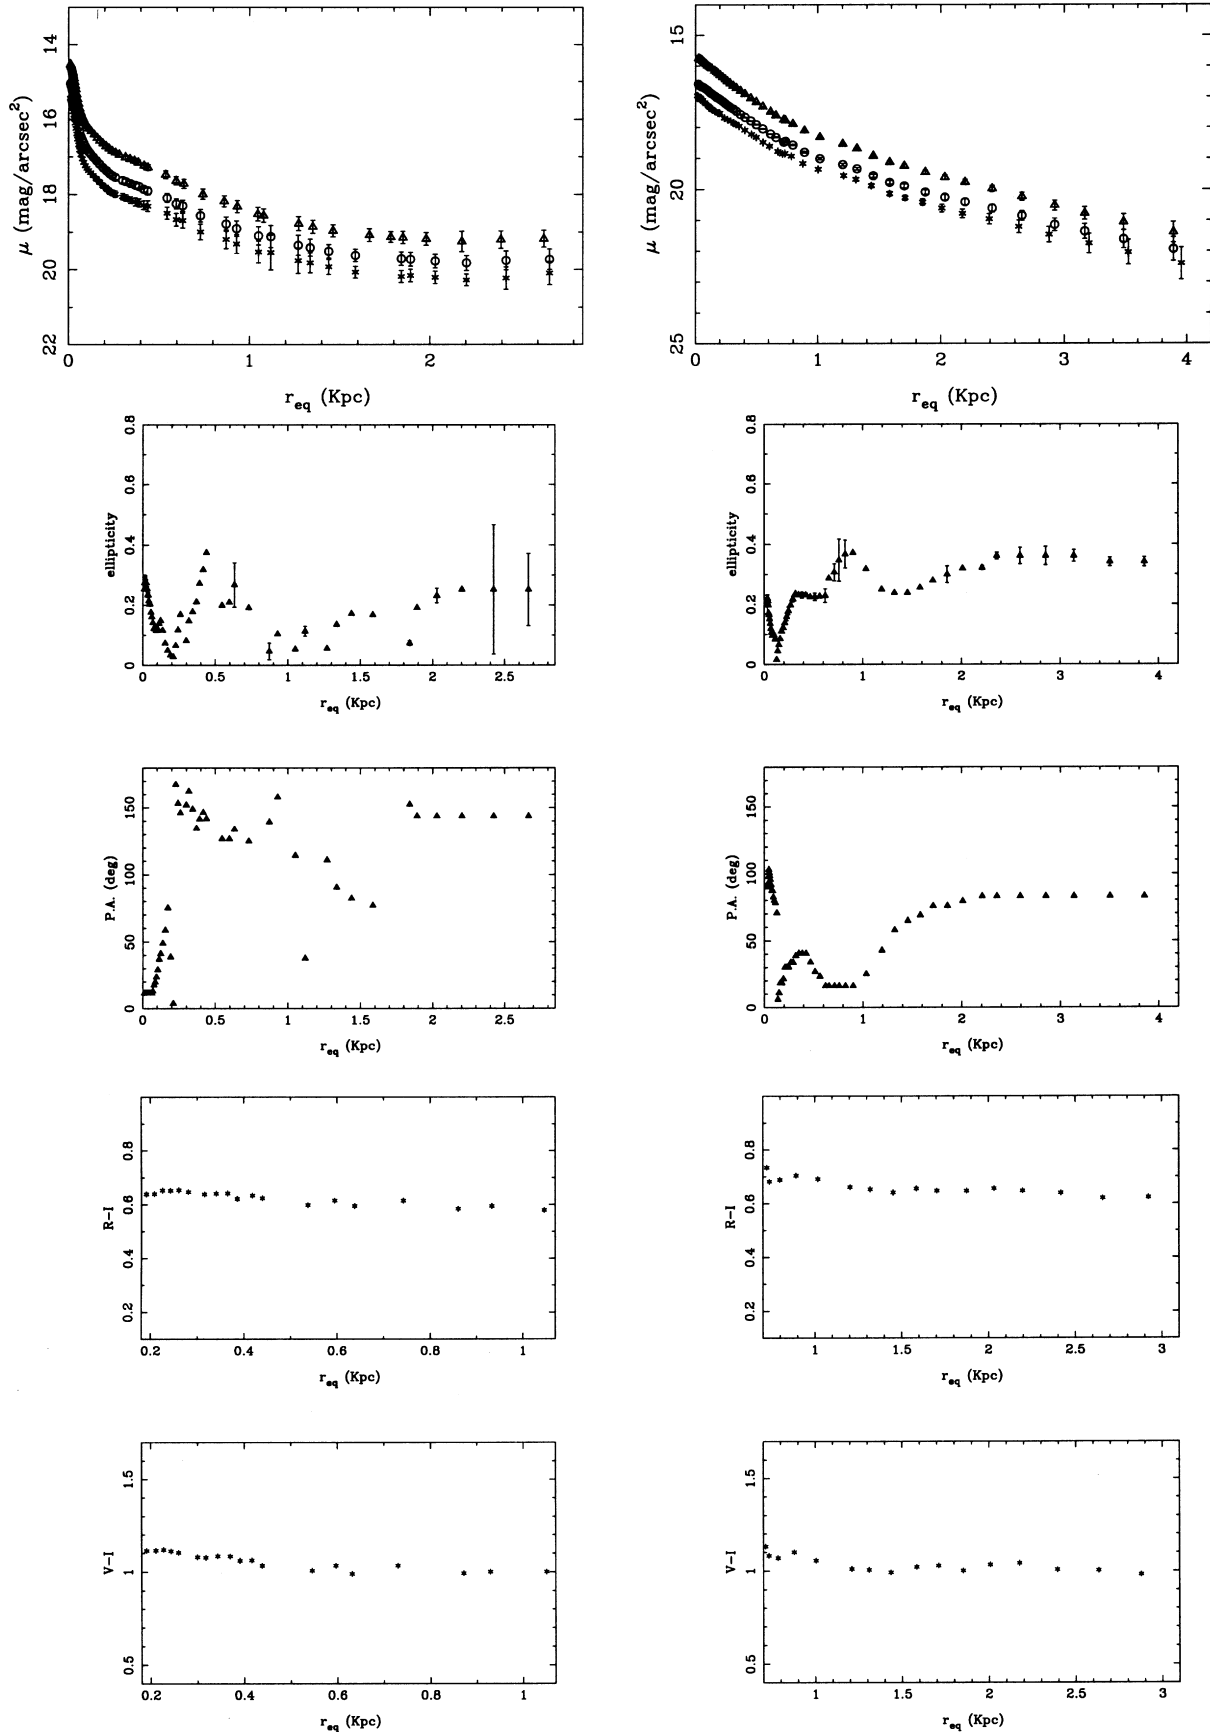 14
16
18
20
22
μ (mag/arcsec²)
0 1 2
r_eq (Kpc)
15
20
25
μ (mag/arcsec²)
0 1 2 3 4
r_eq (Kpc)
0 0.2 0.4 0.6 0.8
ellipticity
0 0.5 1 1.5 2 2.5
r_eq (Kpc)
0 0.2 0.4 0.6 0.8
ellipticity
0 1 2 3 4
r_eq (Kpc)
0 50 100 150
P.A. (deg)
0 0.5 1 1.5 2 2.5
r_eq (Kpc)
0 50 100 150
P.A. (deg)
0 1 2 3 4
r_eq (Kpc)
0.2 0.4 0.6 0.8
R-I
0.2 0.4 0.6 0.8 1
r_eq (Kpc)
0.2 0.4 0.6 0.8
R-I
1 1.5 2 2.5 3
r_eq (Kpc)
0.5 1 1.5
V-I
0.2 0.4 0.6 0.8 1
r_eq (Kpc)
0.5 1 1.5
V-I
1 1.5 2 2.5 3
r_eq (Kpc)